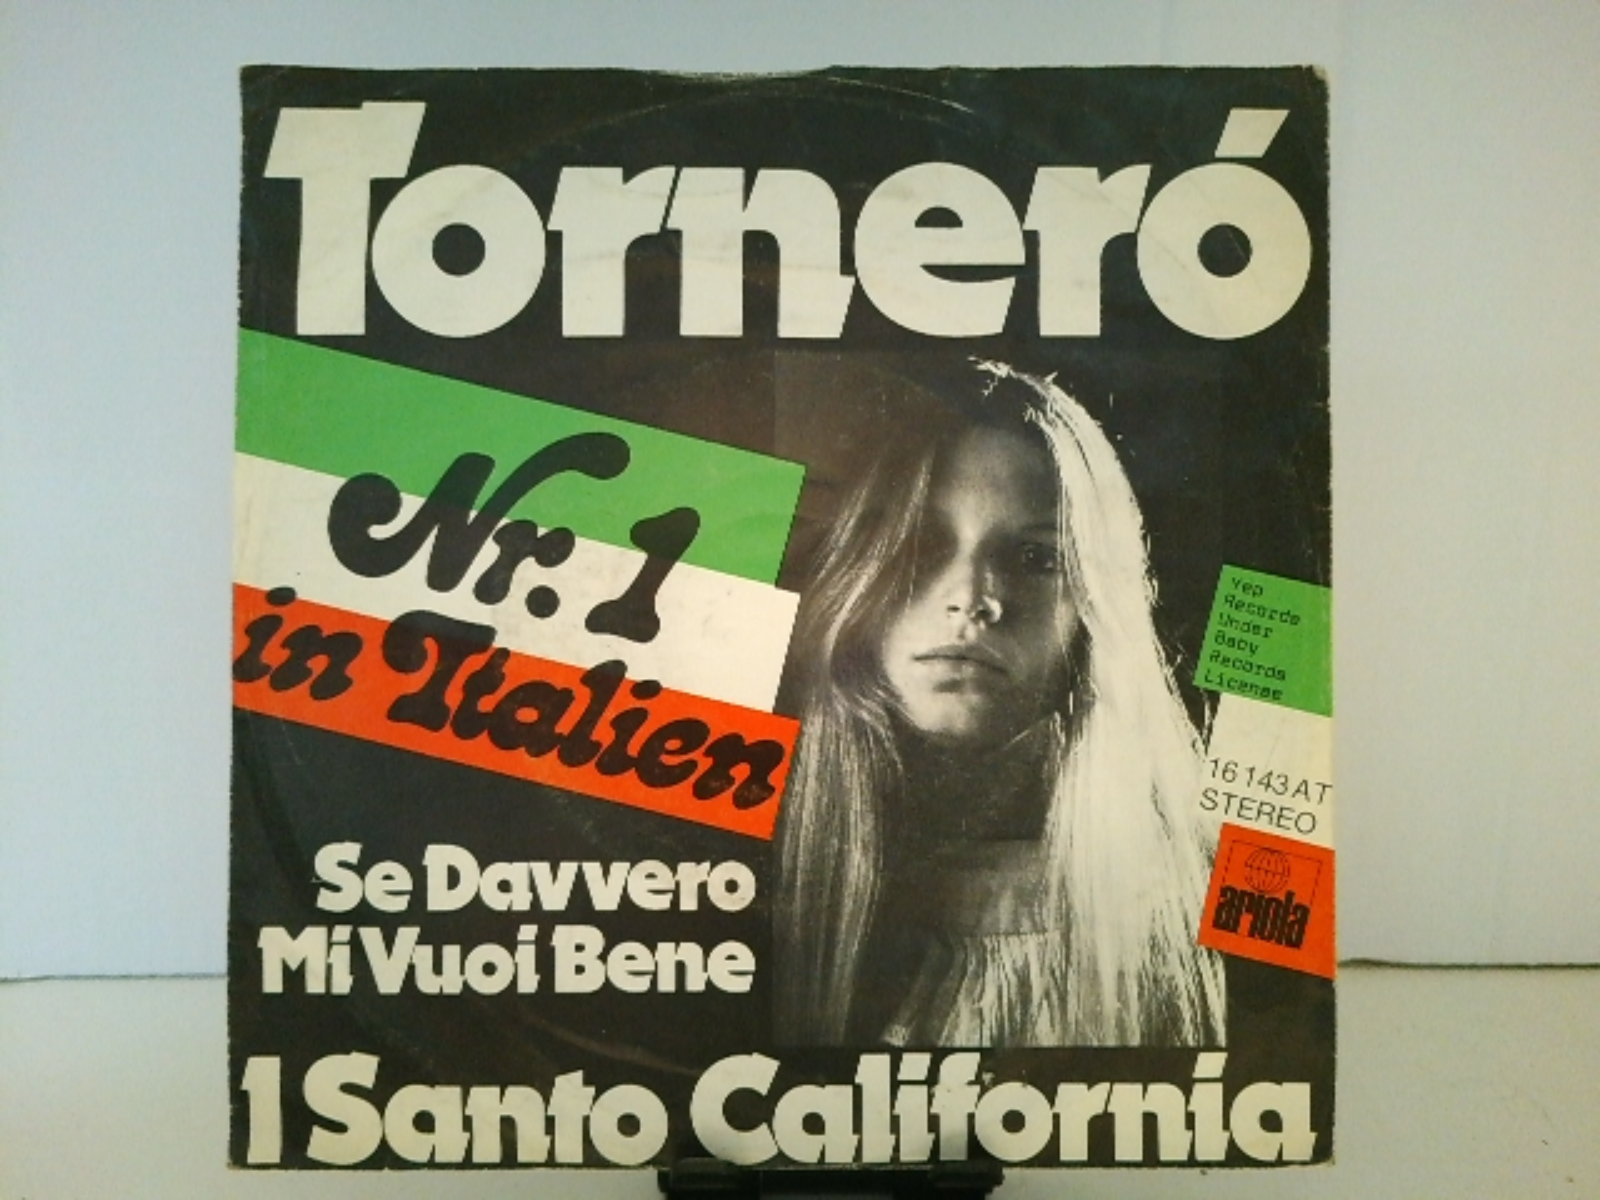 Torneró
Nr. 1
in Italien
Yep
Records
Under
Baby
Records
License
16 143 AT
STEREO
ariola
Se Davvero
Mi Vuoi Bene
I Santo California